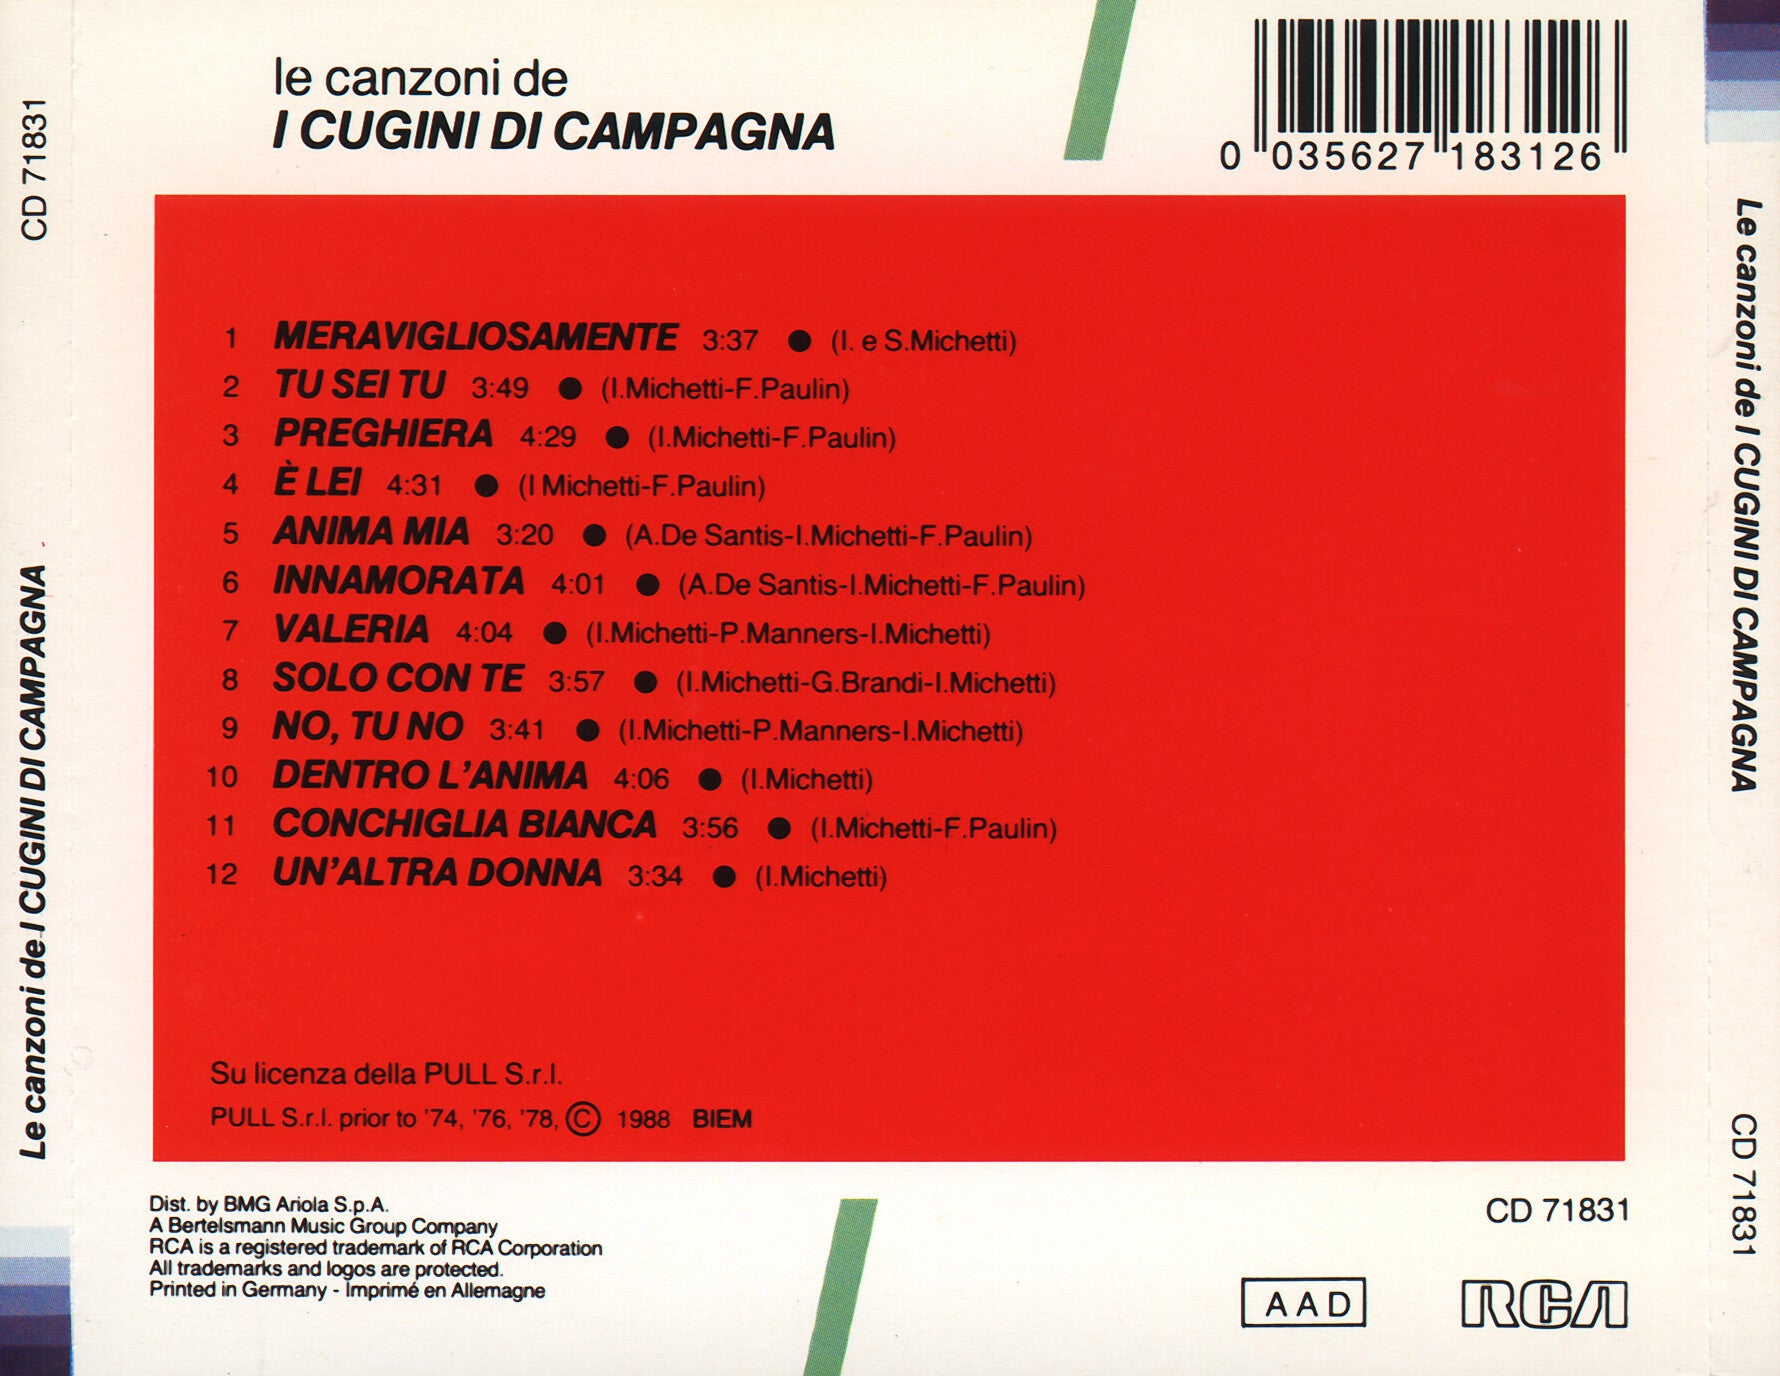 le canzoni de
I CUGINI DI CAMPAGNA
0 035627 183126
1 MERAVIGLIOSAMENTE 3:37 ● (I. e S.Michetti)
2 TU SEI TU 3:49 ● (I.Michetti-F.Paulin)
3 PREGHIERA 4:29 ● (I.Michetti-F.Paulin)
4 È LEI 4:31 ● (I Michetti-F.Paulin)
5 ANIMA MIA 3:20 ● (A.De Santis-I.Michetti-F.Paulin)
6 INNAMORATA 4:01 ● (A.De Santis-I.Michetti-F.Paulin)
7 VALERIA 4:04 ● (I.Michetti-P.Manners-I.Michetti)
8 SOLO CON TE 3:57 ● (I.Michetti-G.Brandi-I.Michetti)
9 NO, TU NO 3:41 ● (I.Michetti-P.Manners-I.Michetti)
10 DENTRO L'ANIMA 4:06 ● (I.Michetti)
11 CONCHIGLIA BIANCA 3:56 ● (I.Michetti-F.Paulin)
12 UN'ALTRA DONNA 3:34 ● (I.Michetti)
Su licenza della PULL S.r.l.
PULL S.r.l. prior to '74, '76, '78, © 1988 BIEM
Dist. by BMG Ariola S.p.A.
A Bertelsmann Music Group Company
RCA is a registered trademark of RCA Corporation
All trademarks and logos are protected.
Printed in Germany - Imprimé en Allemagne
CD 71831
AAD
RCA
Le canzoni de I CUGINI DI CAMPAGNA
CD 71831
Le canzoni de I CUGINI DI CAMPAGNA
CD 71831